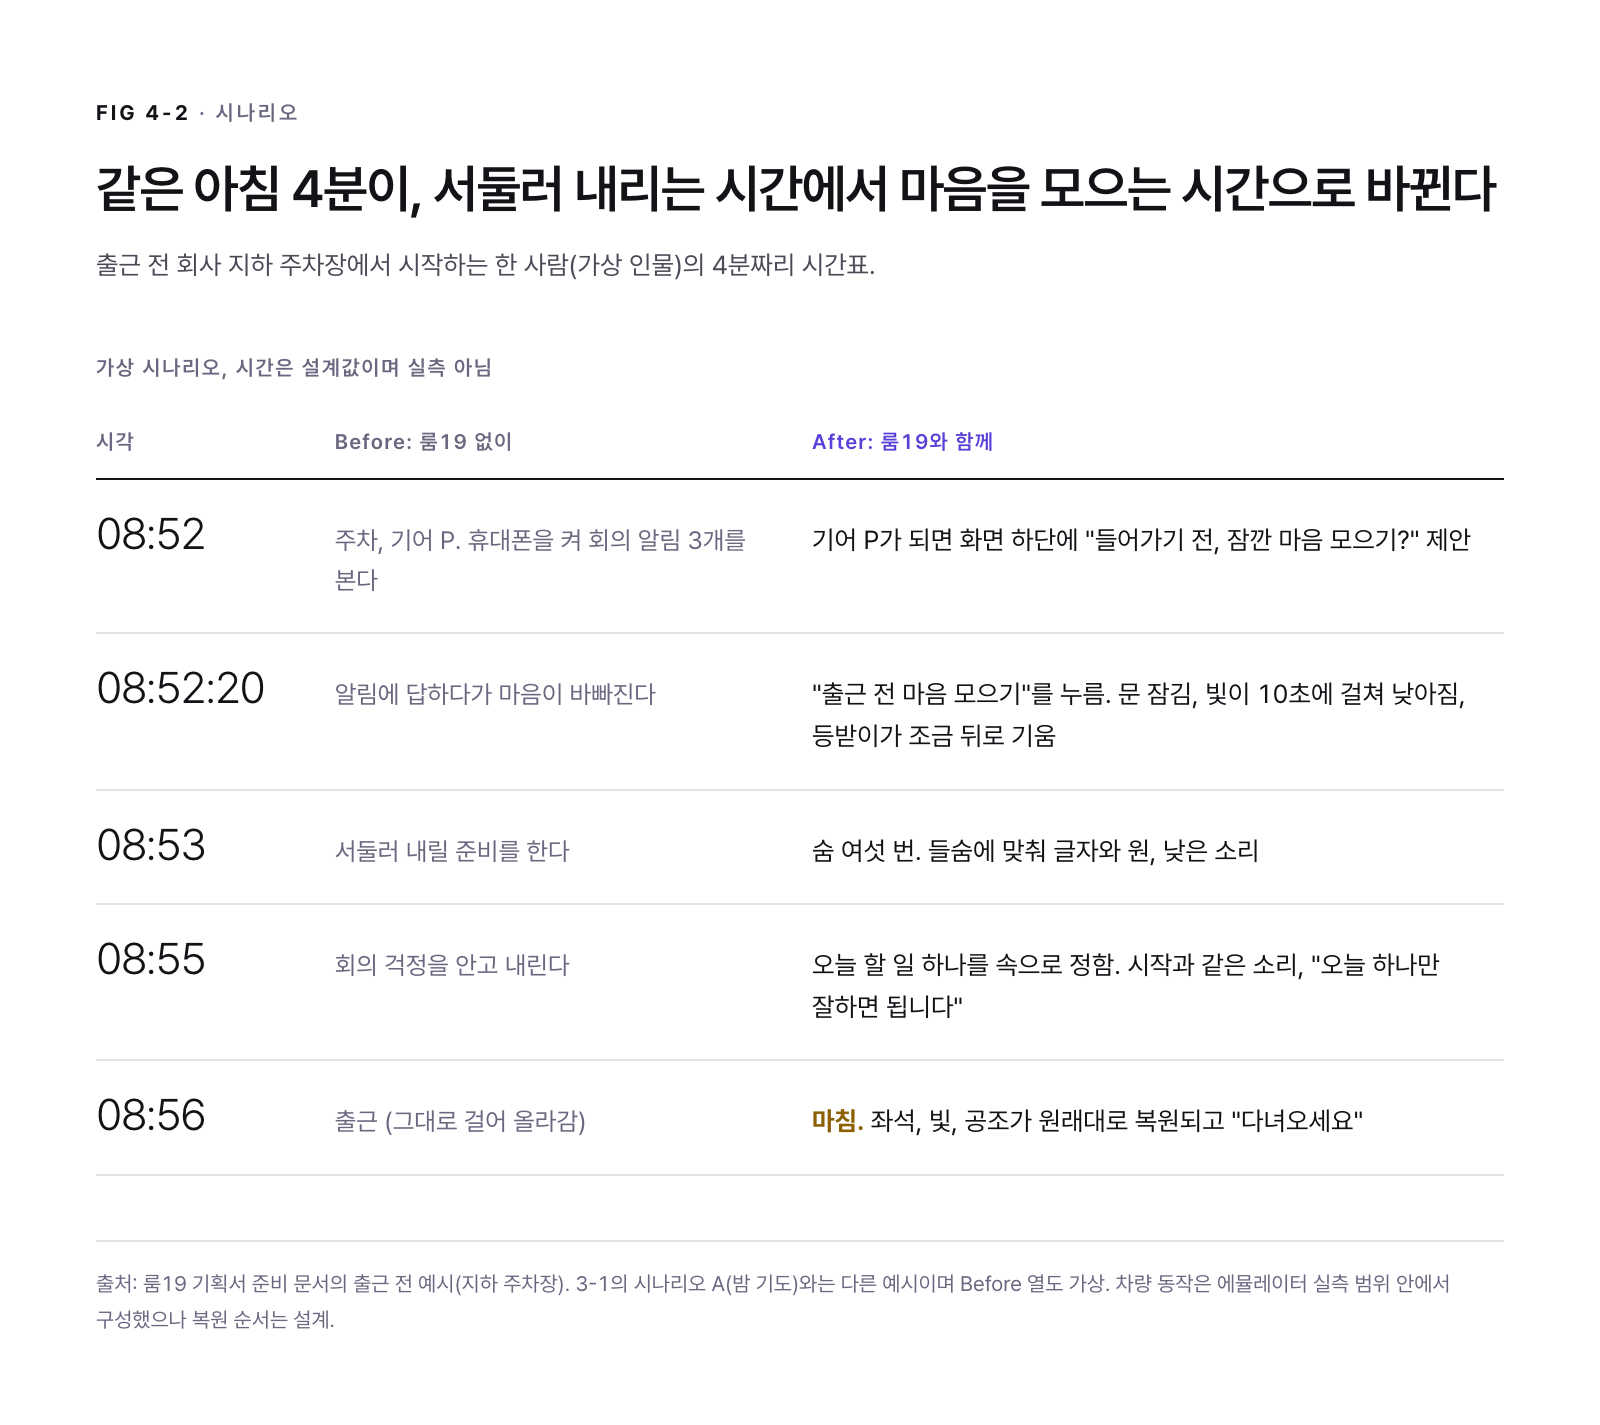 FIG 4-2 · 시나리오
같은 아침 4분이, 서둘러 내리는 시간에서 마음을 모으는 시간으로 바뀐다
출근 전 회사 지하 주차장에서 시작하는 한 사람(가상 인물)의 4분짜리 시간표.
가상 시나리오, 시간은 설계값이며 실측 아님
시각 Before: 룸19 없이 After: 룸19와 함께
08:52 주차, 기어 P. 휴대폰을 켜 회의 알림 3개를 기어 P가 되면 화면 하단에 "들어가기 전, 잠깐 마음 모으기?" 제안
본다
08:52:20 알림에 답하다가 마음이 바빠진다 "출근 전 마음 모으기"를 누름. 문 잠김, 빛이 10초에 걸쳐 낮아짐,
등받이가 조금 뒤로 기움
08:53 서둘러 내릴 준비를 한다 숨 여섯 번. 들숨에 맞춰 글자와 원, 낮은 소리
08:55 회의 걱정을 안고 내린다 오늘 할 일 하나를 속으로 정함. 시작과 같은 소리, "오늘 하나만
잘하면 됩니다"
08:56 출근 (그대로 걸어 올라감) 마침. 좌석, 빛, 공조가 원래대로 복원되고 "다녀오세요"
출처: 룸19 기획서 준비 문서의 출근 전 예시(지하 주차장). 3-1의 시나리오 A(밤 기도)와는 다른 예시이며 Before 열도 가상. 차량 동작은 에뮬레이터 실측 범위 안에서
구성했으나 복원 순서는 설계.